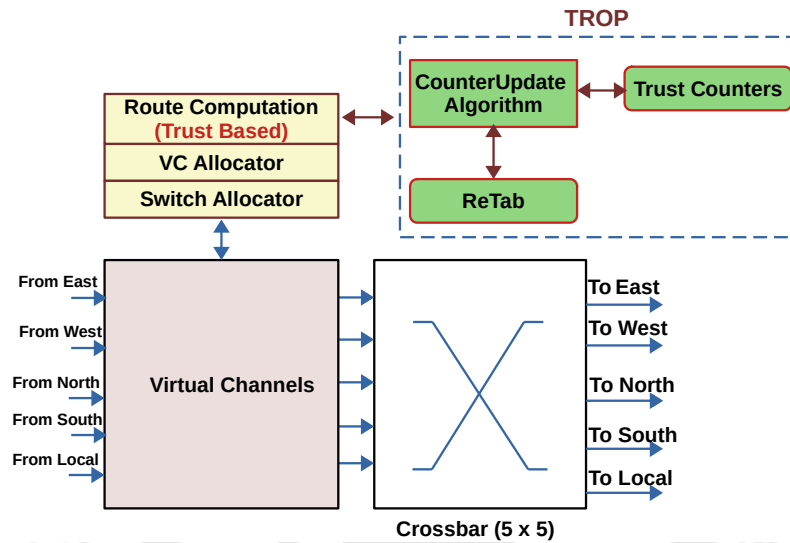 TROP
CounterUpdate
Algorithm
Trust Counters
ReTab
Route Computation
(Trust Based)
VC Allocator
Switch Allocator
From East
From West
From North
From South
From Local
Virtual Channels
To East
To West
To North
To South
To Local
Crossbar (5 x 5)